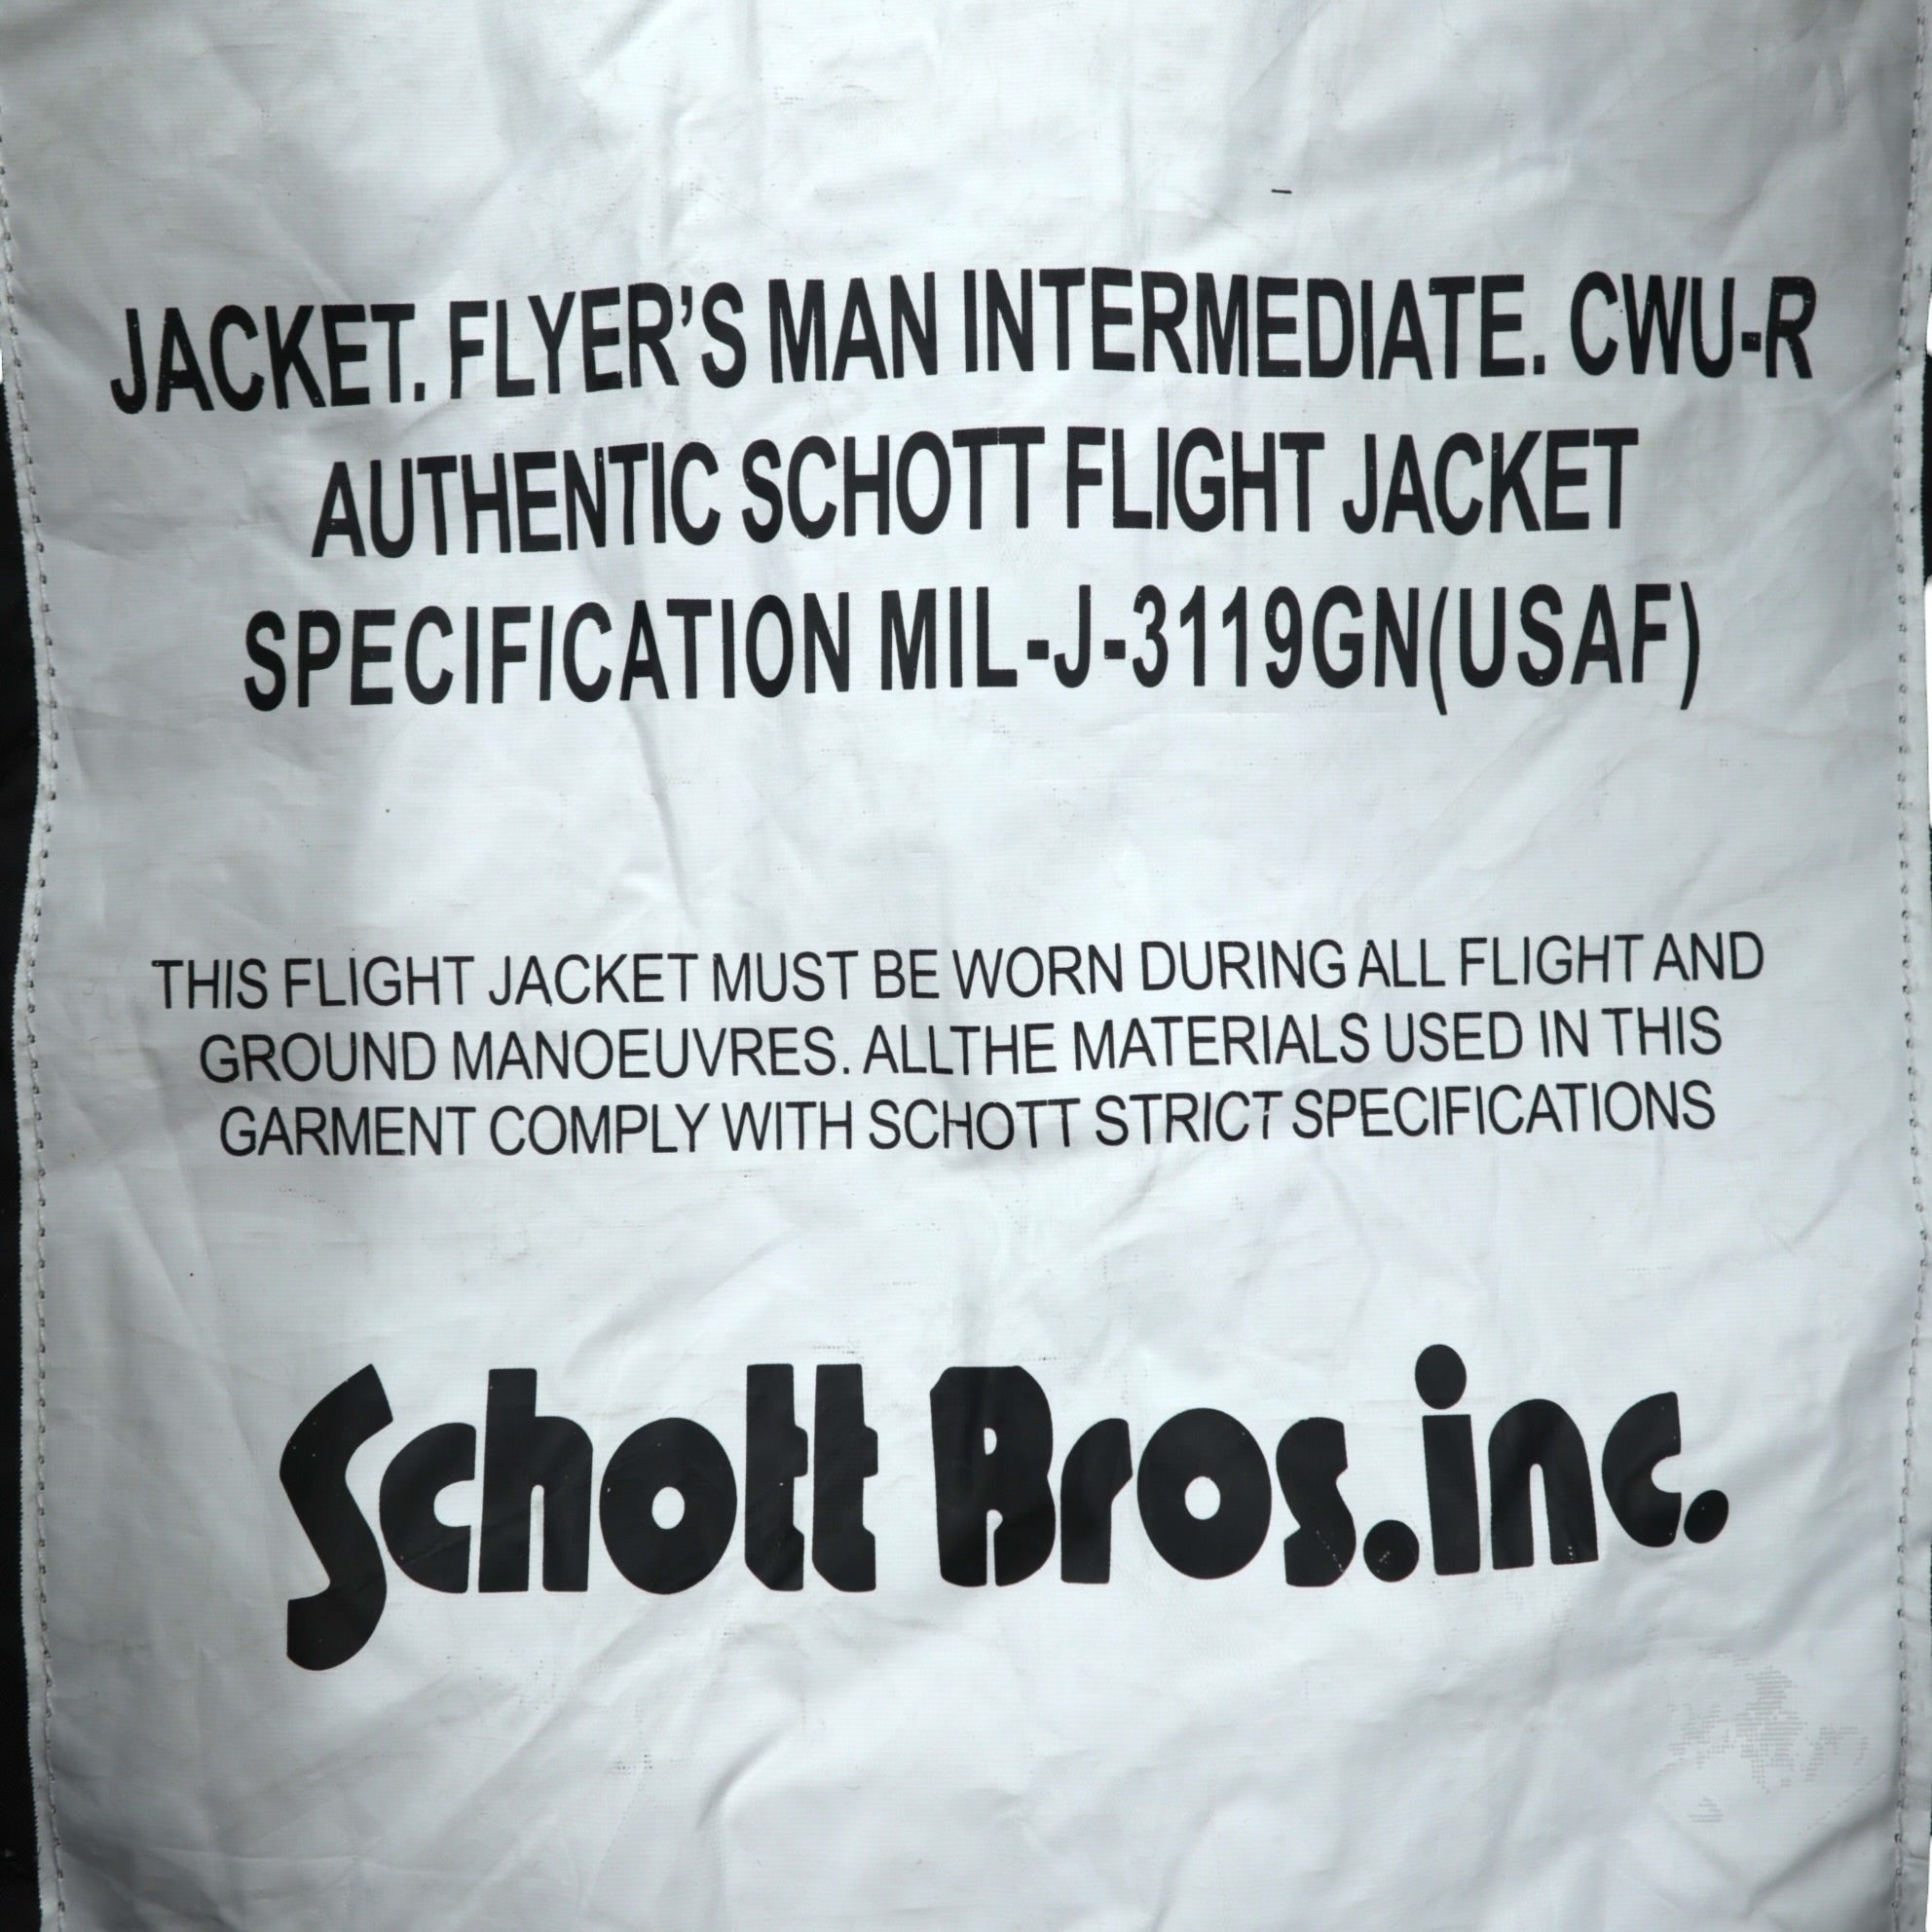 JACKET. FLYER'S MAN INTERMEDIATE. CWU-R
AUTHENTIC SCHOTT FLIGHT JACKET
SPECIFICATION MIL-J-3119GN(USAF)
THIS FLIGHT JACKET MUST BE WORN DURING ALL FLIGHT AND
GROUND MANOEUVRES. ALLTHE MATERIALS USED IN THIS
GARMENT COMPLY WITH SCHOTT STRICT SPECIFICATIONS
Schott Bros.inc.